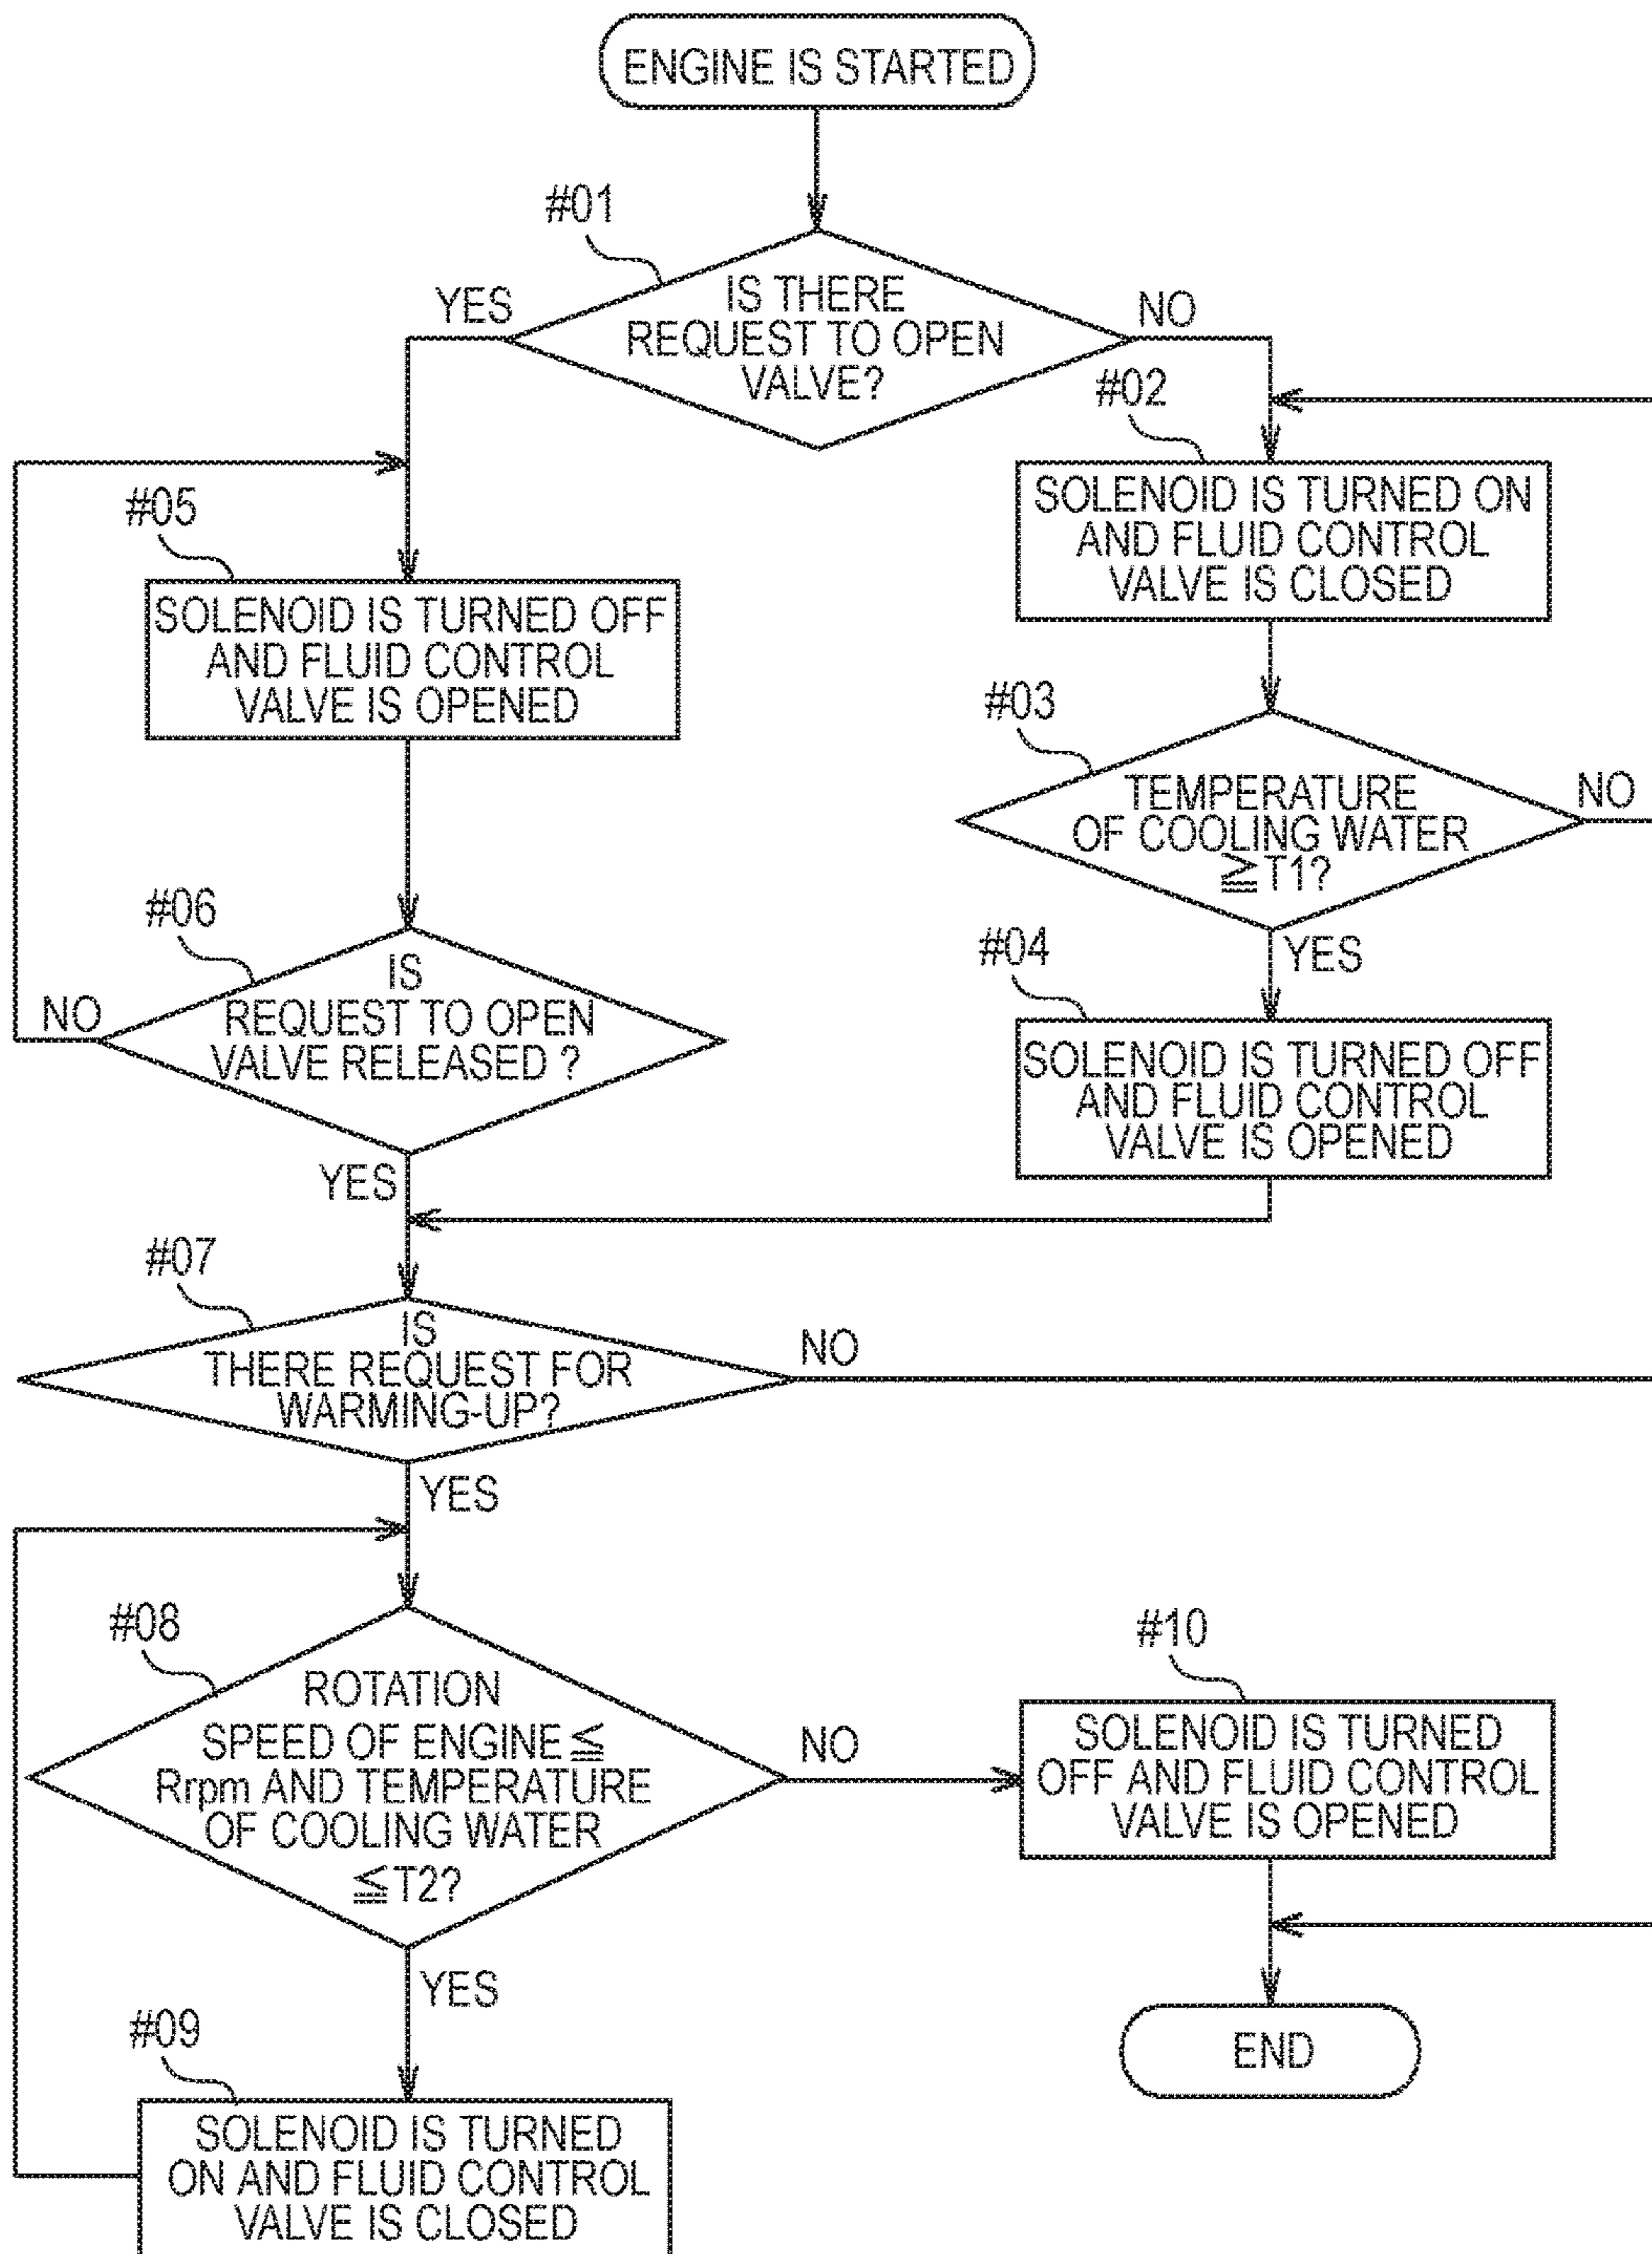 ENGINE IS STARTED
#01
IS THERE
REQUEST TO OPEN
VALVE?
YES
NO
#02
SOLENOID IS TURNED ON
AND FLUID CONTROL
VALVE IS CLOSED
#05
SOLENOID IS TURNED OFF
AND FLUID CONTROL
VALVE IS OPENED
#03
TEMPERATURE
OF COOLING WATER
≧T1?
NO
YES
#06
IS
REQUEST TO OPEN
VALVE RELEASED ?
NO
YES
#04
SOLENOID IS TURNED OFF
AND FLUID CONTROL
VALVE IS OPENED
#07
IS
THERE REQUEST FOR
WARMING-UP?
NO
YES
#08
ROTATION
SPEED OF ENGINE≦
Rrpm AND TEMPERATURE
OF COOLING WATER
≦T2?
NO
YES
#10
SOLENOID IS TURNED
OFF AND FLUID CONTROL
VALVE IS OPENED
END
#09
SOLENOID IS TURNED
ON AND FLUID CONTROL
VALVE IS CLOSED